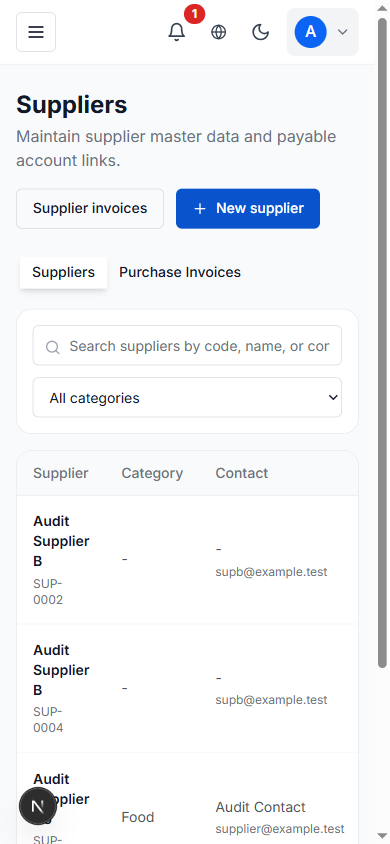 1
A
Suppliers
Maintain supplier master data and payable
account links.
Supplier invoices
+ New supplier
Suppliers
Purchase Invoices
Search suppliers by code, name, or cor
All categories
Supplier
Category
Contact
Audit
Supplier
B
-
-
SUP-
0002
supb@example.test
Audit
Supplier
B
-
-
SUP-
0004
supb@example.test
Audit
N
Food
Audit Contact
SUP-
supplier@example.test